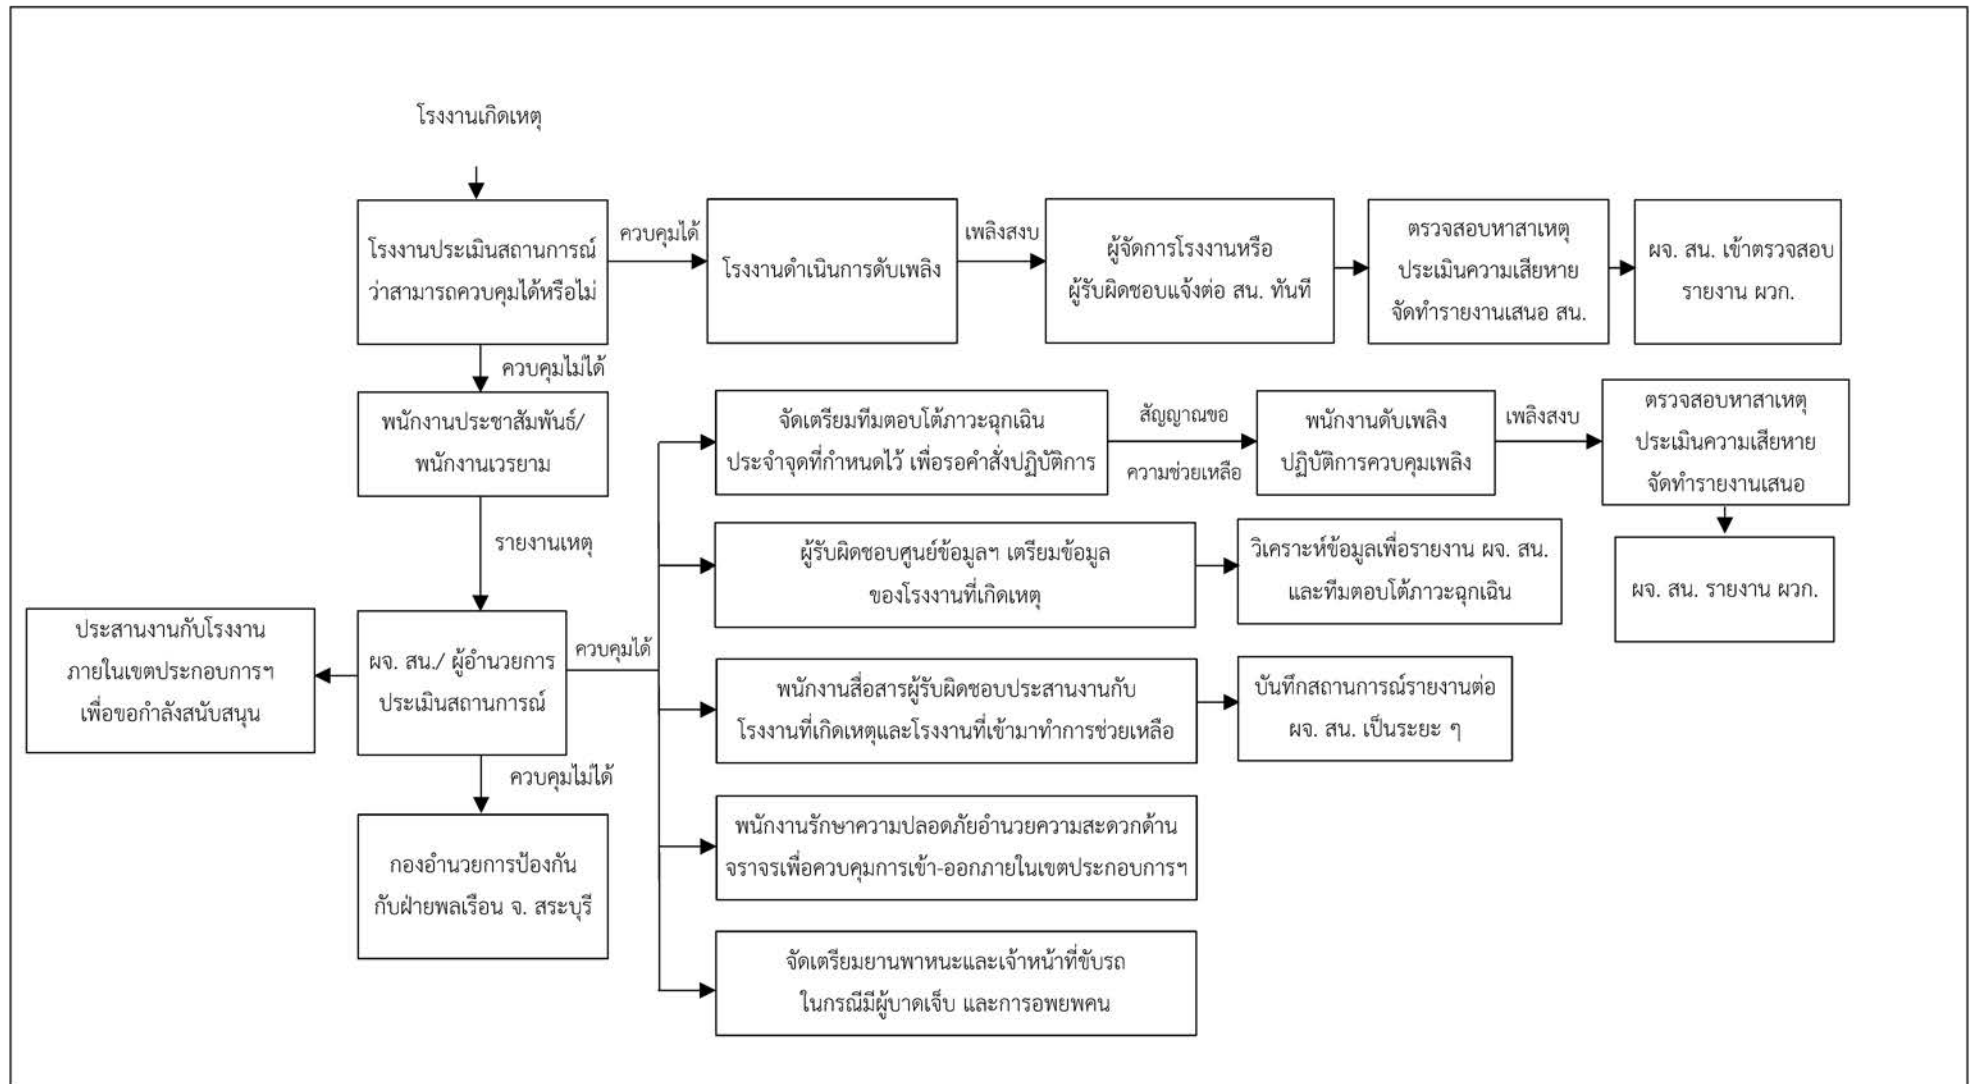 โรงงานเกิดเหตุ
โรงงานประเมินสถานการณ์
ว่าสามารถควบคุมได้หรือไม่
ควบคุมได้
โรงงานดำเนินการดับเพลิง
เพลิงสงบ
ผู้จัดการโรงงานหรือ
ผู้รับผิดชอบแจ้งต่อ สน. ทันที
ตรวจสอบหาสาเหตุ
ประเมินความเสียหาย
จัดทำรายงานเสนอ สน.
ผจ. สน. เข้าตรวจสอบ
รายงาน ผวก.
ควบคุมไม่ได้
พนักงานประชาสัมพันธ์/
พนักงานเวรยาม
จัดเตรียมทีมตอบโต้ภาวะฉุกเฉิน
ประจำจุดที่กำหนดไว้ เพื่อรอคำสั่งปฏิบัติการ
สัญญาณขอ
ความช่วยเหลือ
พนักงานดับเพลิง
ปฏิบัติการควบคุมเพลิง
เพลิงสงบ
ตรวจสอบหาสาเหตุ
ประเมินความเสียหาย
จัดทำรายงานเสนอ
ผจ. สน. รายงาน ผวก.
รายงานเหตุ
ผู้รับผิดชอบศูนย์ข้อมูลฯ เตรียมข้อมูล
ของโรงงานที่เกิดเหตุ
วิเคราะห์ข้อมูลเพื่อรายงาน ผจ. สน.
และทีมตอบโต้ภาวะฉุกเฉิน
ประสานงานกับโรงงาน
ภายในเขตประกอบการฯ
เพื่อขอกำลังสนับสนุน
ผจ. สน./ ผู้อำนวยการ
ประเมินสถานการณ์
ควบคุมได้
พนักงานสื่อสารผู้รับผิดชอบประสานงานกับ
โรงงานที่เกิดเหตุและโรงงานที่เข้ามาทำการช่วยเหลือ
บันทึกสถานการณ์รายงานต่อ
ผจ. สน. เป็นระยะ ๆ
ควบคุมไม่ได้
กองอำนวยการป้องกัน
กับฝ่ายพลเรือน จ. สระบุรี
พนักงานรักษาความปลอดภัยอำนวยความสะดวกด้าน
จราจรเพื่อควบคุมการเข้า-ออกภายในเขตประกอบการฯ
จัดเตรียมยานพาหนะและเจ้าหน้าที่ขับรถ
ในกรณีมีผู้บาดเจ็บ และการอพยพคน